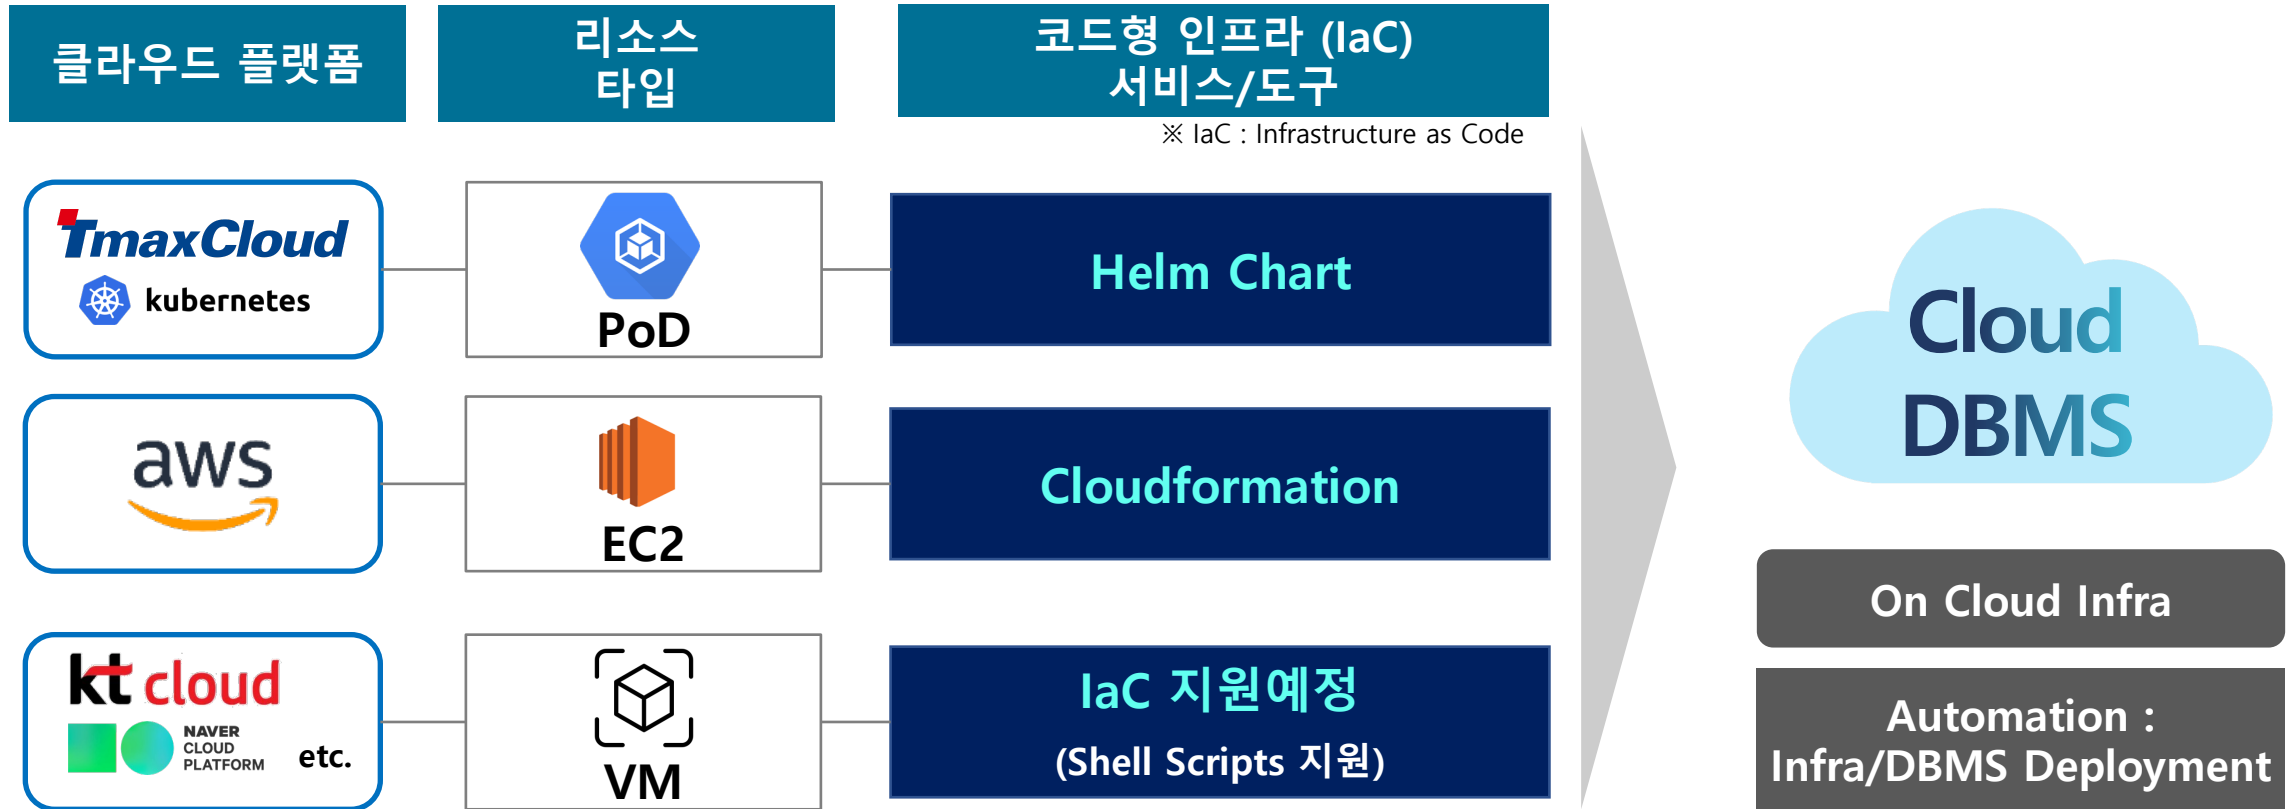 클라우드 플랫폼
리소스
타입
코드형 인프라 (IaC)
서비스/도구
※ IaC : Infrastructure as Code
TmaxCloud
kubernetes
PoD
Helm Chart
aws
EC2
Cloudformation
kt cloud
NAVER
CLOUD
PLATFORM
etc.
VM
IaC 지원예정
(Shell Scripts 지원)
Cloud
DBMS
On Cloud Infra
Automation :
Infra/DBMS Deployment